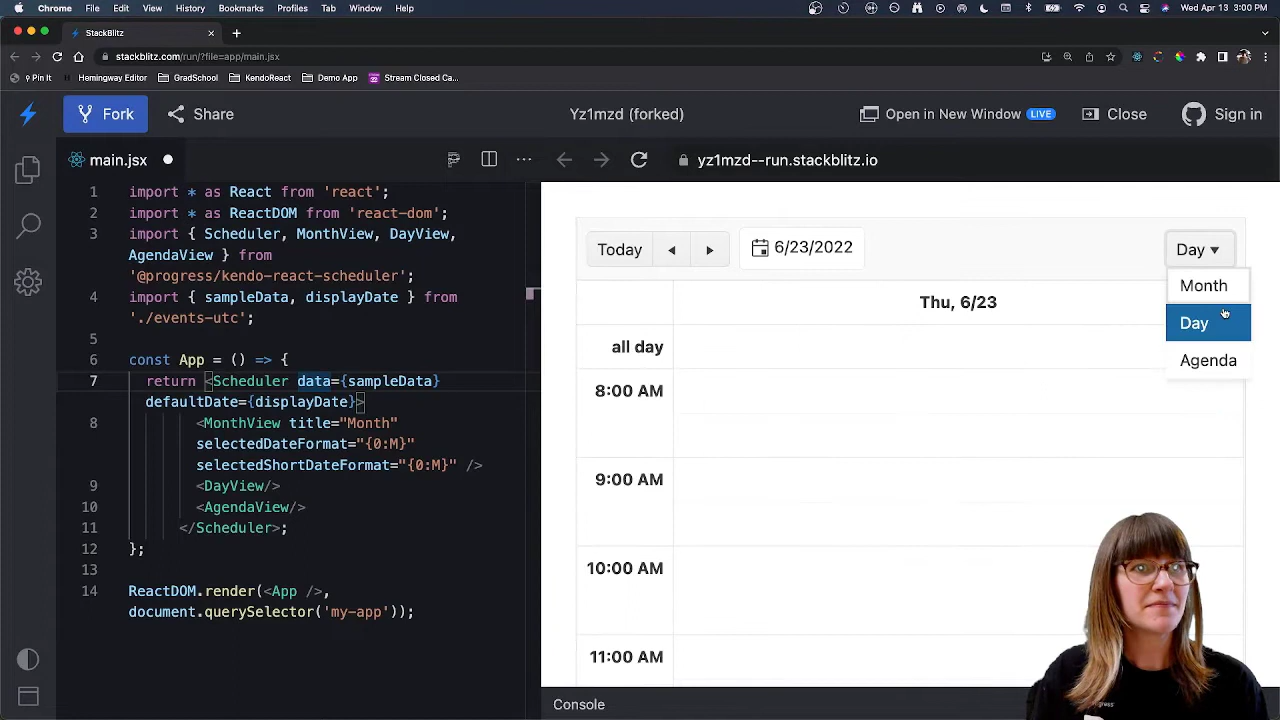 Chrome File Edit View History Bookmarks Profiles Tab Window Help Wed Apr 13 3:00 PM
StackBlitz
stackblitz.com/run/?file=app/main.jsx
Pin It Hemingway Editor GradSchool KendoReact Demo App Stream Closed Ca...
Fork Share Yz1mzd (forked) Open in New Window LIVE Close Sign in
main.jsx yz1mzd--run.stackblitz.io
1 import * as React from 'react';
2 import * as ReactDOM from 'react-dom';
3 import { Scheduler, MonthView, DayView,
AgendaView } from
'@progress/kendo-react-scheduler';
4 import { sampleData, displayDate } from
'./events-utc';
5
6 const App = () => {
7 return <Scheduler data={sampleData}
defaultDate={displayDate}>
8 <MonthView title="Month"
selectedDateFormat="{0:M}"
selectedShortDateFormat="{0:M}" />
9 <DayView/>
10 <AgendaView/>
11 </Scheduler>;
12 };
13
14 ReactDOM.render(<App />,
document.querySelector('my-app'));
Today 6/23/2022 Day
Month
Day
Agenda
Thu, 6/23
all day
8:00 AM
9:00 AM
10:00 AM
11:00 AM
Console